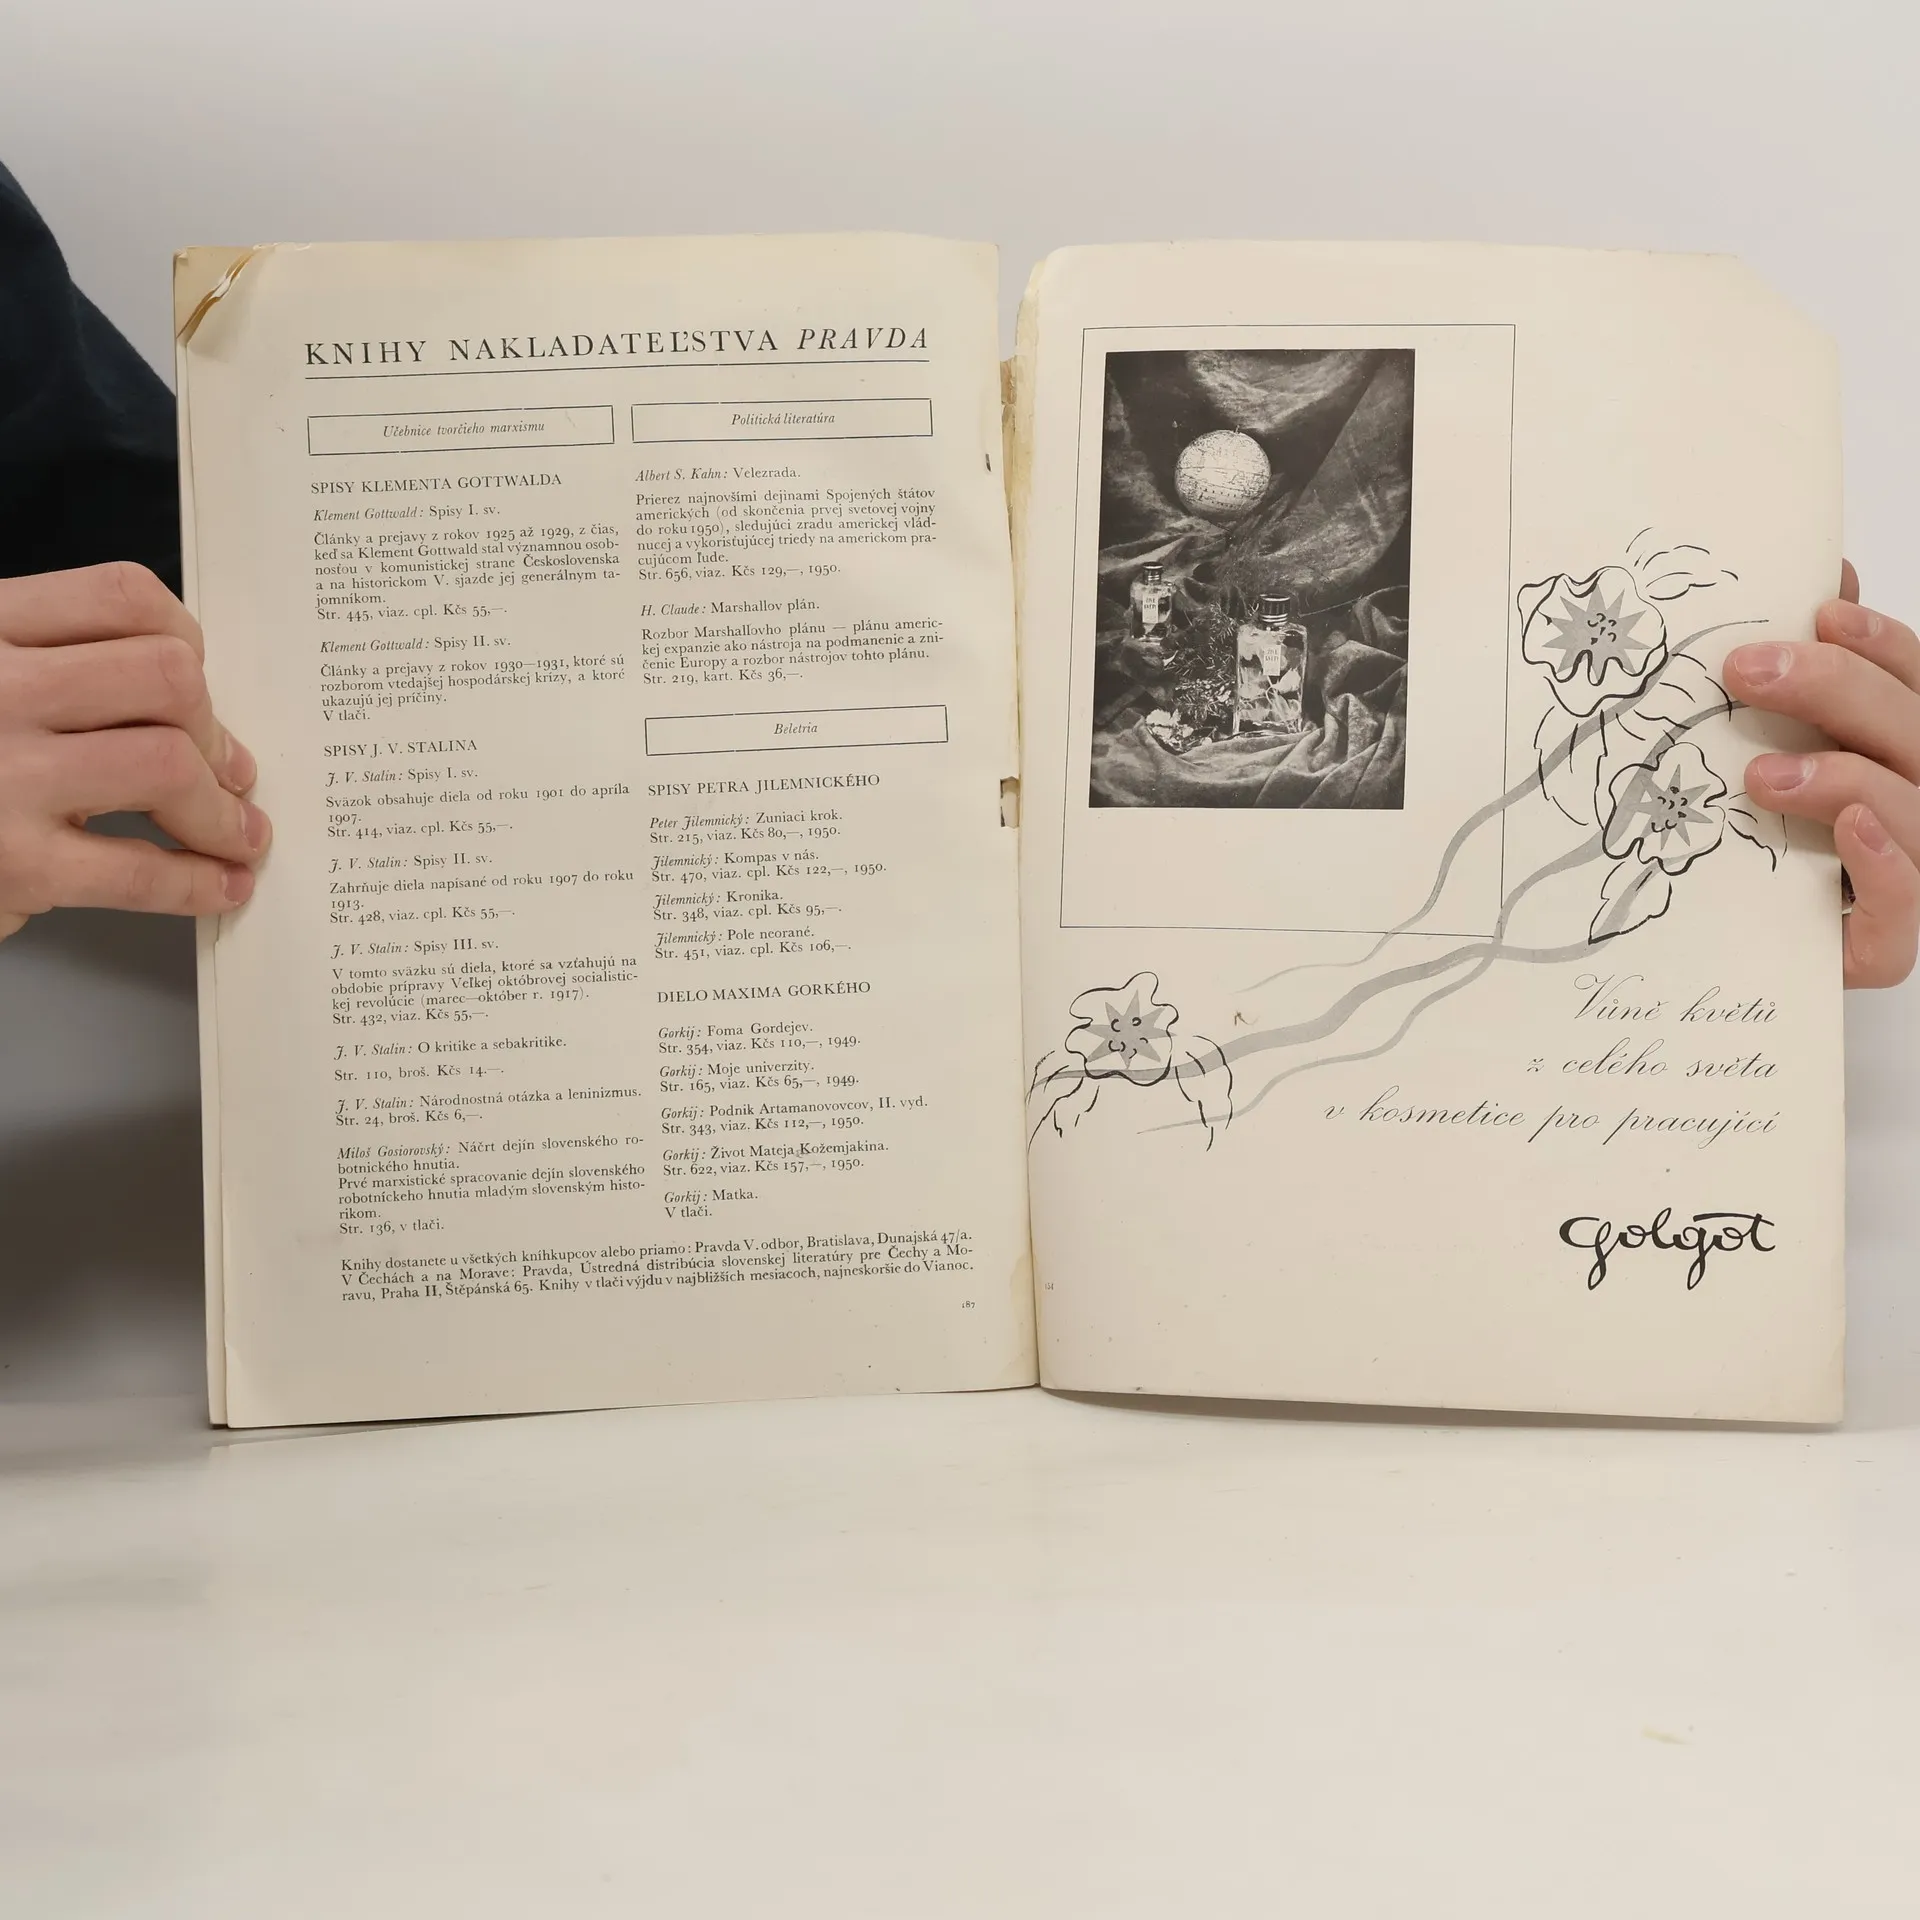 KNIHY NAKLADATEĽSTVA PRAVDA
Učebnice tvorčieho marxismu
SPISY KLEMENTA GOTTWALDA
Klement Gottwald: Spisy I. sv.
Články a prejavy z rokov 1925 až 1929, z čias,
keď sa Klement Gottwald stal významnou osob-
nosťou v komunistickej strane Československa
a na historickom V. sjazde jej generálnym ta-
jomníkom.
Str. 445, viaz. cpl. Kčs 55,—.
Klement Gottwald: Spisy II. sv.
Články a prejavy z rokov 1930—1931, ktoré sú
rozborom vtedajšej hospodárskej krízy, a ktoré
ukazujú jej príčiny.
V tlači.
SPISY J. V. STALINA
J. V. Stalin: Spisy I. sv.
Sväzok obsahuje diela od roku 1901 do apríla
1907.
Str. 414, viaz. cpl. Kčs 55,—.
J. V. Stalin: Spisy II. sv.
Zahrňuje diela napísané od roku 1907 do roku
1913.
Str. 428, viaz. cpl. Kčs 55,—.
J. V. Stalin: Spisy III. sv.
V tomto sväzku sú diela, ktoré sa vzťahujú na
obdobie prípravy Veľkej októbrovej socialistic-
kej revolúcie (marec—október r. 1917).
Str. 432, viaz. Kčs 55,—.
J. V. Stalin: O kritike a sebakritike.
Str. 110, broš. Kčs 14.—.
J. V. Stalin: Národnostná otázka a leninizmus.
Str. 24, broš. Kčs 6,—.
Miloš Gosiorovský: Náčrt dejín slovenského ro-
botnického hnutia.
Prvé marxistické spracovanie dejín slovenského
robotníckeho hnutia mladým slovenským histo-
rikom.
Str. 136, v tlači.
Politická literatúra
Albert S. Kahn: Velezrada.
Prierez najnovšími dejinami Spojených štátov
amerických (od skončenia prvej svetovej vojny
do roku 1950), sledujúci zradu americkej vlád-
nucej a vykorisťujúcej triedy na americkom pra-
cujúcom ľude.
Str. 656, viaz. Kčs 129,—, 1950.
H. Claude: Marshallov plán.
Rozbor Marshallovho plánu — plánu americ-
kej expanzie ako nástroja na podmanenie a zni-
čenie Europy a rozbor nástrojov tohto plánu.
Str. 219, kart. Kčs 36,—.
Beletria
SPISY PETRA JILEMNICKÉHO
Peter Jilemnický: Zuniaci krok.
Str. 215, viaz. Kčs 80,—, 1950.
Jilemnický: Kompas v nás.
Str. 470, viaz. cpl. Kčs 122,—, 1950.
Jilemnický: Kronika.
Str. 348, viaz. cpl. Kčs 95,—.
Jilemnický: Pole neorané.
Str. 451, viaz. cpl. Kčs 106,—.
DIELO MAXIMA GORKÉHO
Gorkij: Foma Gordejev.
Str. 354, viaz. Kčs 110,—, 1949.
Gorkij: Moje univerzity.
Str. 165, viaz. Kčs 65,—, 1949.
Gorkij: Podnik Artamanovovcov, II. vyd.
Str. 343, viaz. Kčs 112,—, 1950.
Gorkij: Život Mateja Kožemjakina.
Str. 622, viaz. Kčs 157,—, 1950.
Gorkij: Matka.
V tlači.
Knihy dostanete u všetkých kníhkupcov alebo priamo: Pravda V. odbor, Bratislava, Dunajská 47/a.
V Čechách a na Morave: Pravda, Ústredná distribúcia slovenskej literatúry pre Čechy a Mo-
ravu, Praha II, Štěpánská 65. Knihy v tlači výjdu v najbližších mesiacoch, najneskoršie do Vianoc.
187
Vůně květů
z celého světa
v kosmetice pro pracující
golgot